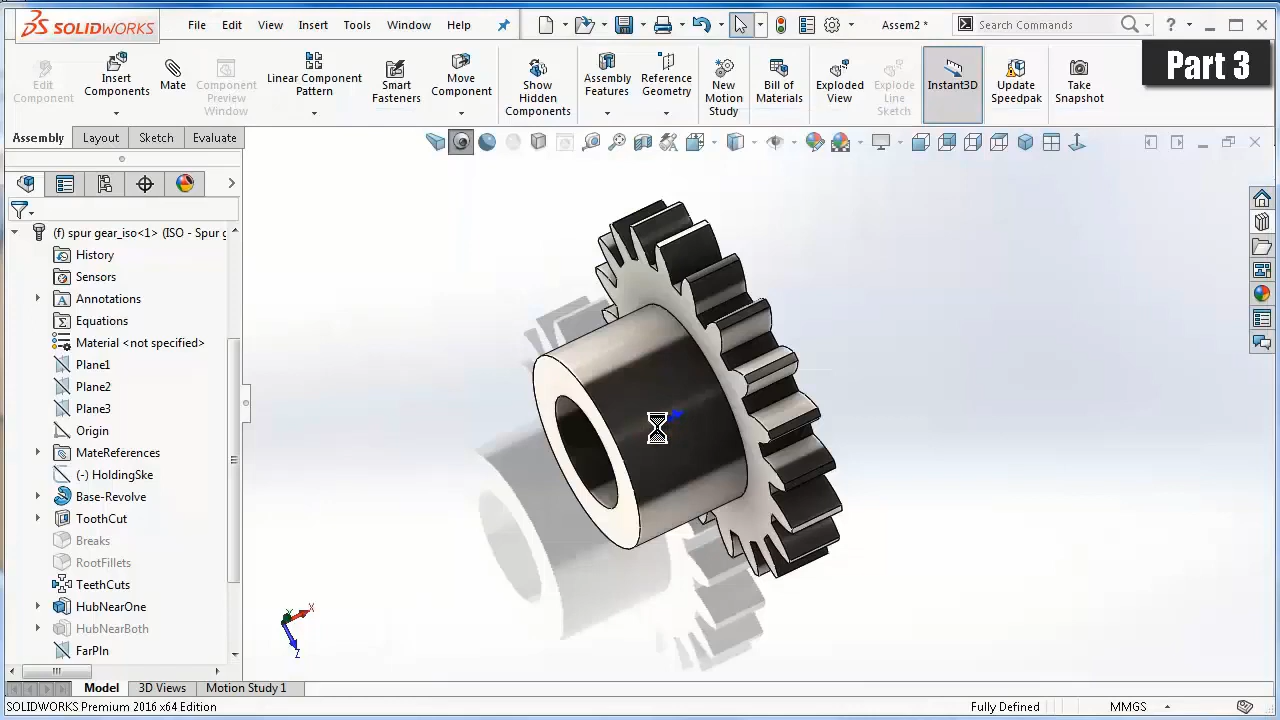 SOLIDWORKS
File Edit View Insert Tools Window Help
Assem2 *
Search Commands
?
Part 3
Edit Component
Insert Components
Mate
Component Preview Window
Linear Component Pattern
Smart Fasteners
Move Component
Show Hidden Components
Assembly Features
Reference Geometry
New Motion Study
Bill of Materials
Exploded View
Explode Line Sketch
Instant3D
Update Speedpak
Take Snapshot
Assembly Layout Sketch Evaluate
(f) spur gear_iso<1> (ISO - Spur g
History
Sensors
Annotations
Equations
Material <not specified>
Plane1
Plane2
Plane3
Origin
MateReferences
(-) HoldingSke
Base-Revolve
ToothCut
Breaks
RootFillets
TeethCuts
HubNearOne
HubNearBoth
FarPln
Y X
Z
Model 3D Views Motion Study 1
SOLIDWORKS Premium 2016 x64 Edition
Fully Defined
MMGS